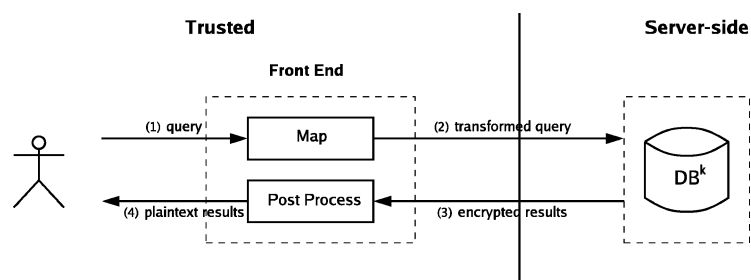 Trusted
Server-side
Front End
(1) query
Map
(2) transformed query
DBᵏ
(4) plaintext results
Post Process
(3) encrypted results